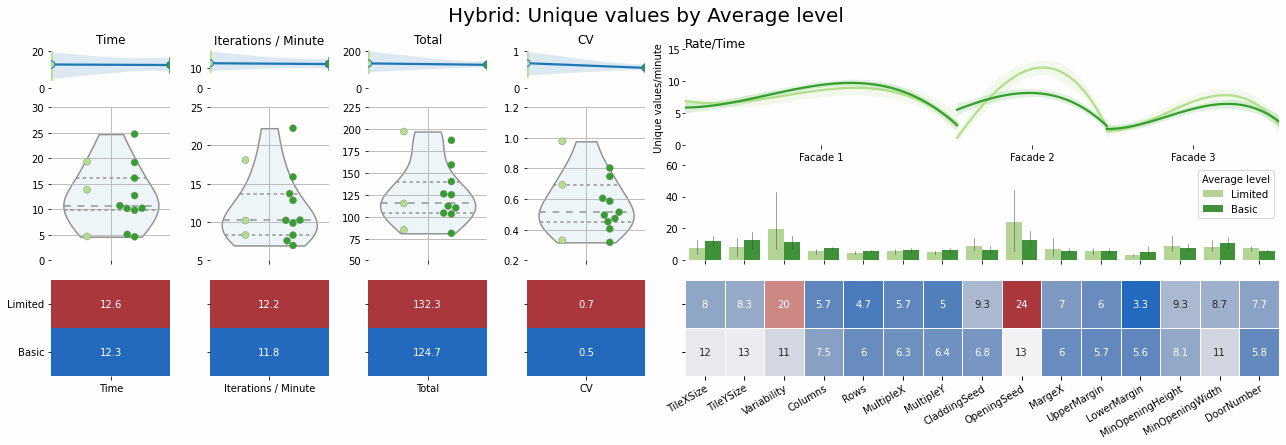 Hybrid: Unique values by Average level
Time
20
0
30
25
20
15
10
5
0
Iterations / Minute
10
0
25
20
15
10
5
Total
200
0
225
200
175
150
125
100
75
50
CV
1
0
1.2
1.0
0.8
0.6
0.4
0.2
Rate/Time
Unique values/minute
15
10
5
0
Facade 1 Facade 2 Facade 3
60
40
20
0
Average level
Limited
Basic
Limited 12.6 12.2 132.3 0.7
Basic 12.3 11.8 124.7 0.5
Time Iterations / Minute Total CV
8 8.3 20 5.7 4.7 5.7 5 9.3 24 7 6 3.3 9.3 8.7 7.7
12 13 11 7.5 6 6.3 6.4 6.8 13 6 5.7 5.6 8.1 11 5.8
TileXSize TileYSize Variability Columns Rows MultipleX MultipleY CladdingSeed OpeningSeed MargeX UpperMargin LowerMargin MinOpeningHeight MinOpeningWidth DoorNumber